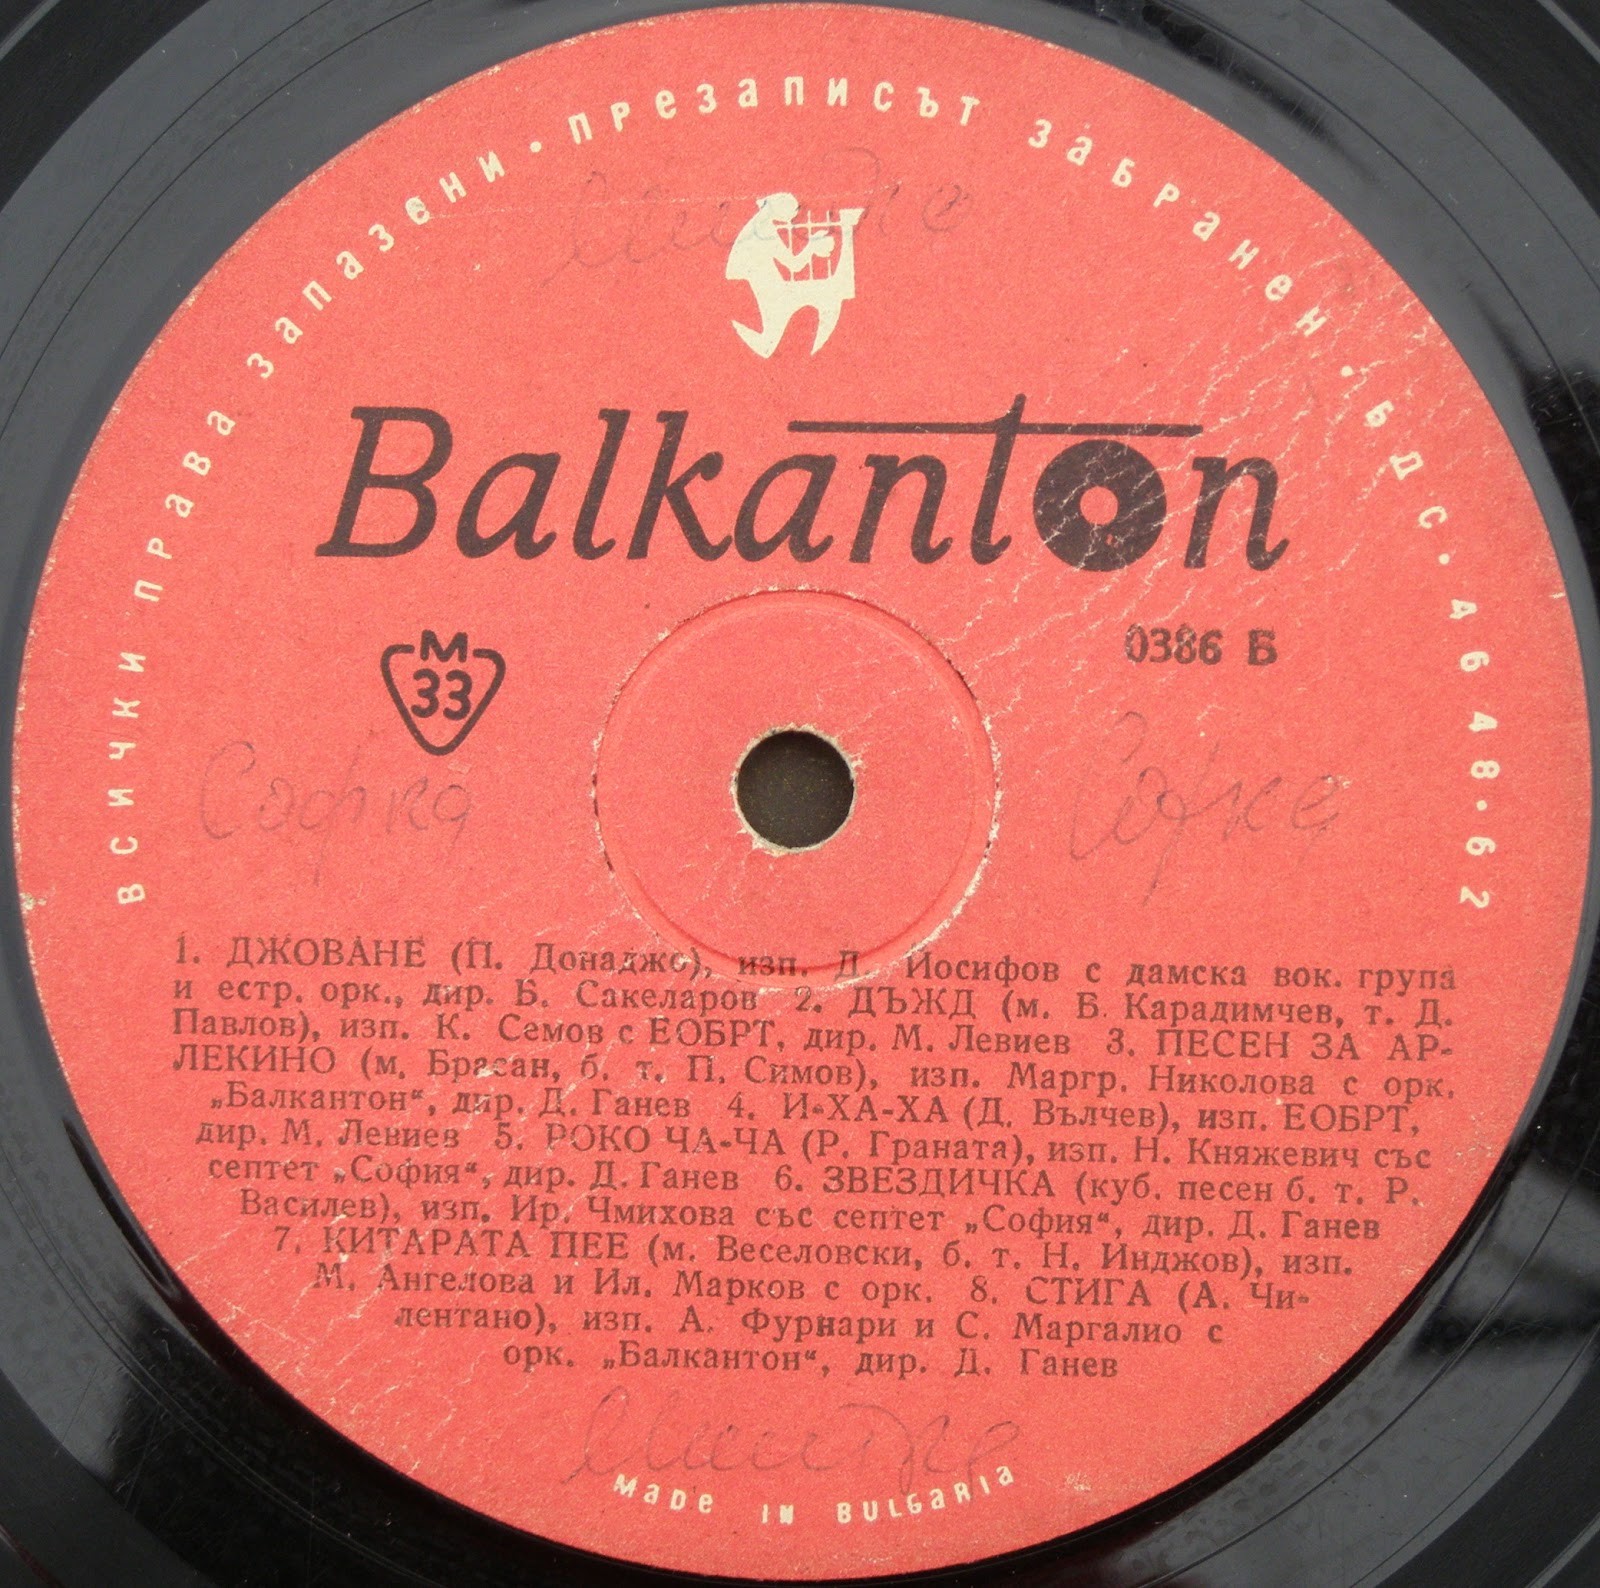 ВСИЧКИ ПРАВА ЗАПАЗЕНИ · ПРЕЗАПИСЪТ ЗАБРАНЕН · БДС · 4648·62
Balkanton
М
33
0386 Б
Софка
Софка
1. ДЖОВАНЕ (П. Донаджо), изп. Д. Иосифов с дамска вок. група
и естр. орк., дир. Б. Сакеларов 2. ДЪЖД (м. Б. Карадимчев, т. Д.
Павлов), изп. К. Семов с ЕОБРТ, дир. М. Левиев 3. ПЕСЕН ЗА АР-
ЛЕКИНО (м. Брасан, б. т. П. Симов), изп. Маргр. Николова с орк.
„Балкантон“, дир. Д. Ганев 4. И-ХА-ХА (Д. Вълчев), изп. ЕОБРТ,
дир. М. Левиев 5. РОКО ЧА-ЧА (Р. Граната), изп. Н. Княжевич със
септет „София“, дир. Д. Ганев 6. ЗВЕЗДИЧКА (куб. песен б. т. Р.
Василев), изп. Ир. Чмихова със септет „София“, дир. Д. Ганев
7. КИТАРАТА ПЕЕ (м. Веселовски, б. т. Н. Инджов), изп.
М. Ангелова и Ил. Марков с орк. 8. СТИГА (А. Чи-
лентано), изп. А. Фурнари и С. Маргалио с
орк. „Балкантон“, дир. Д. Ганев
MADE IN BULGARIA